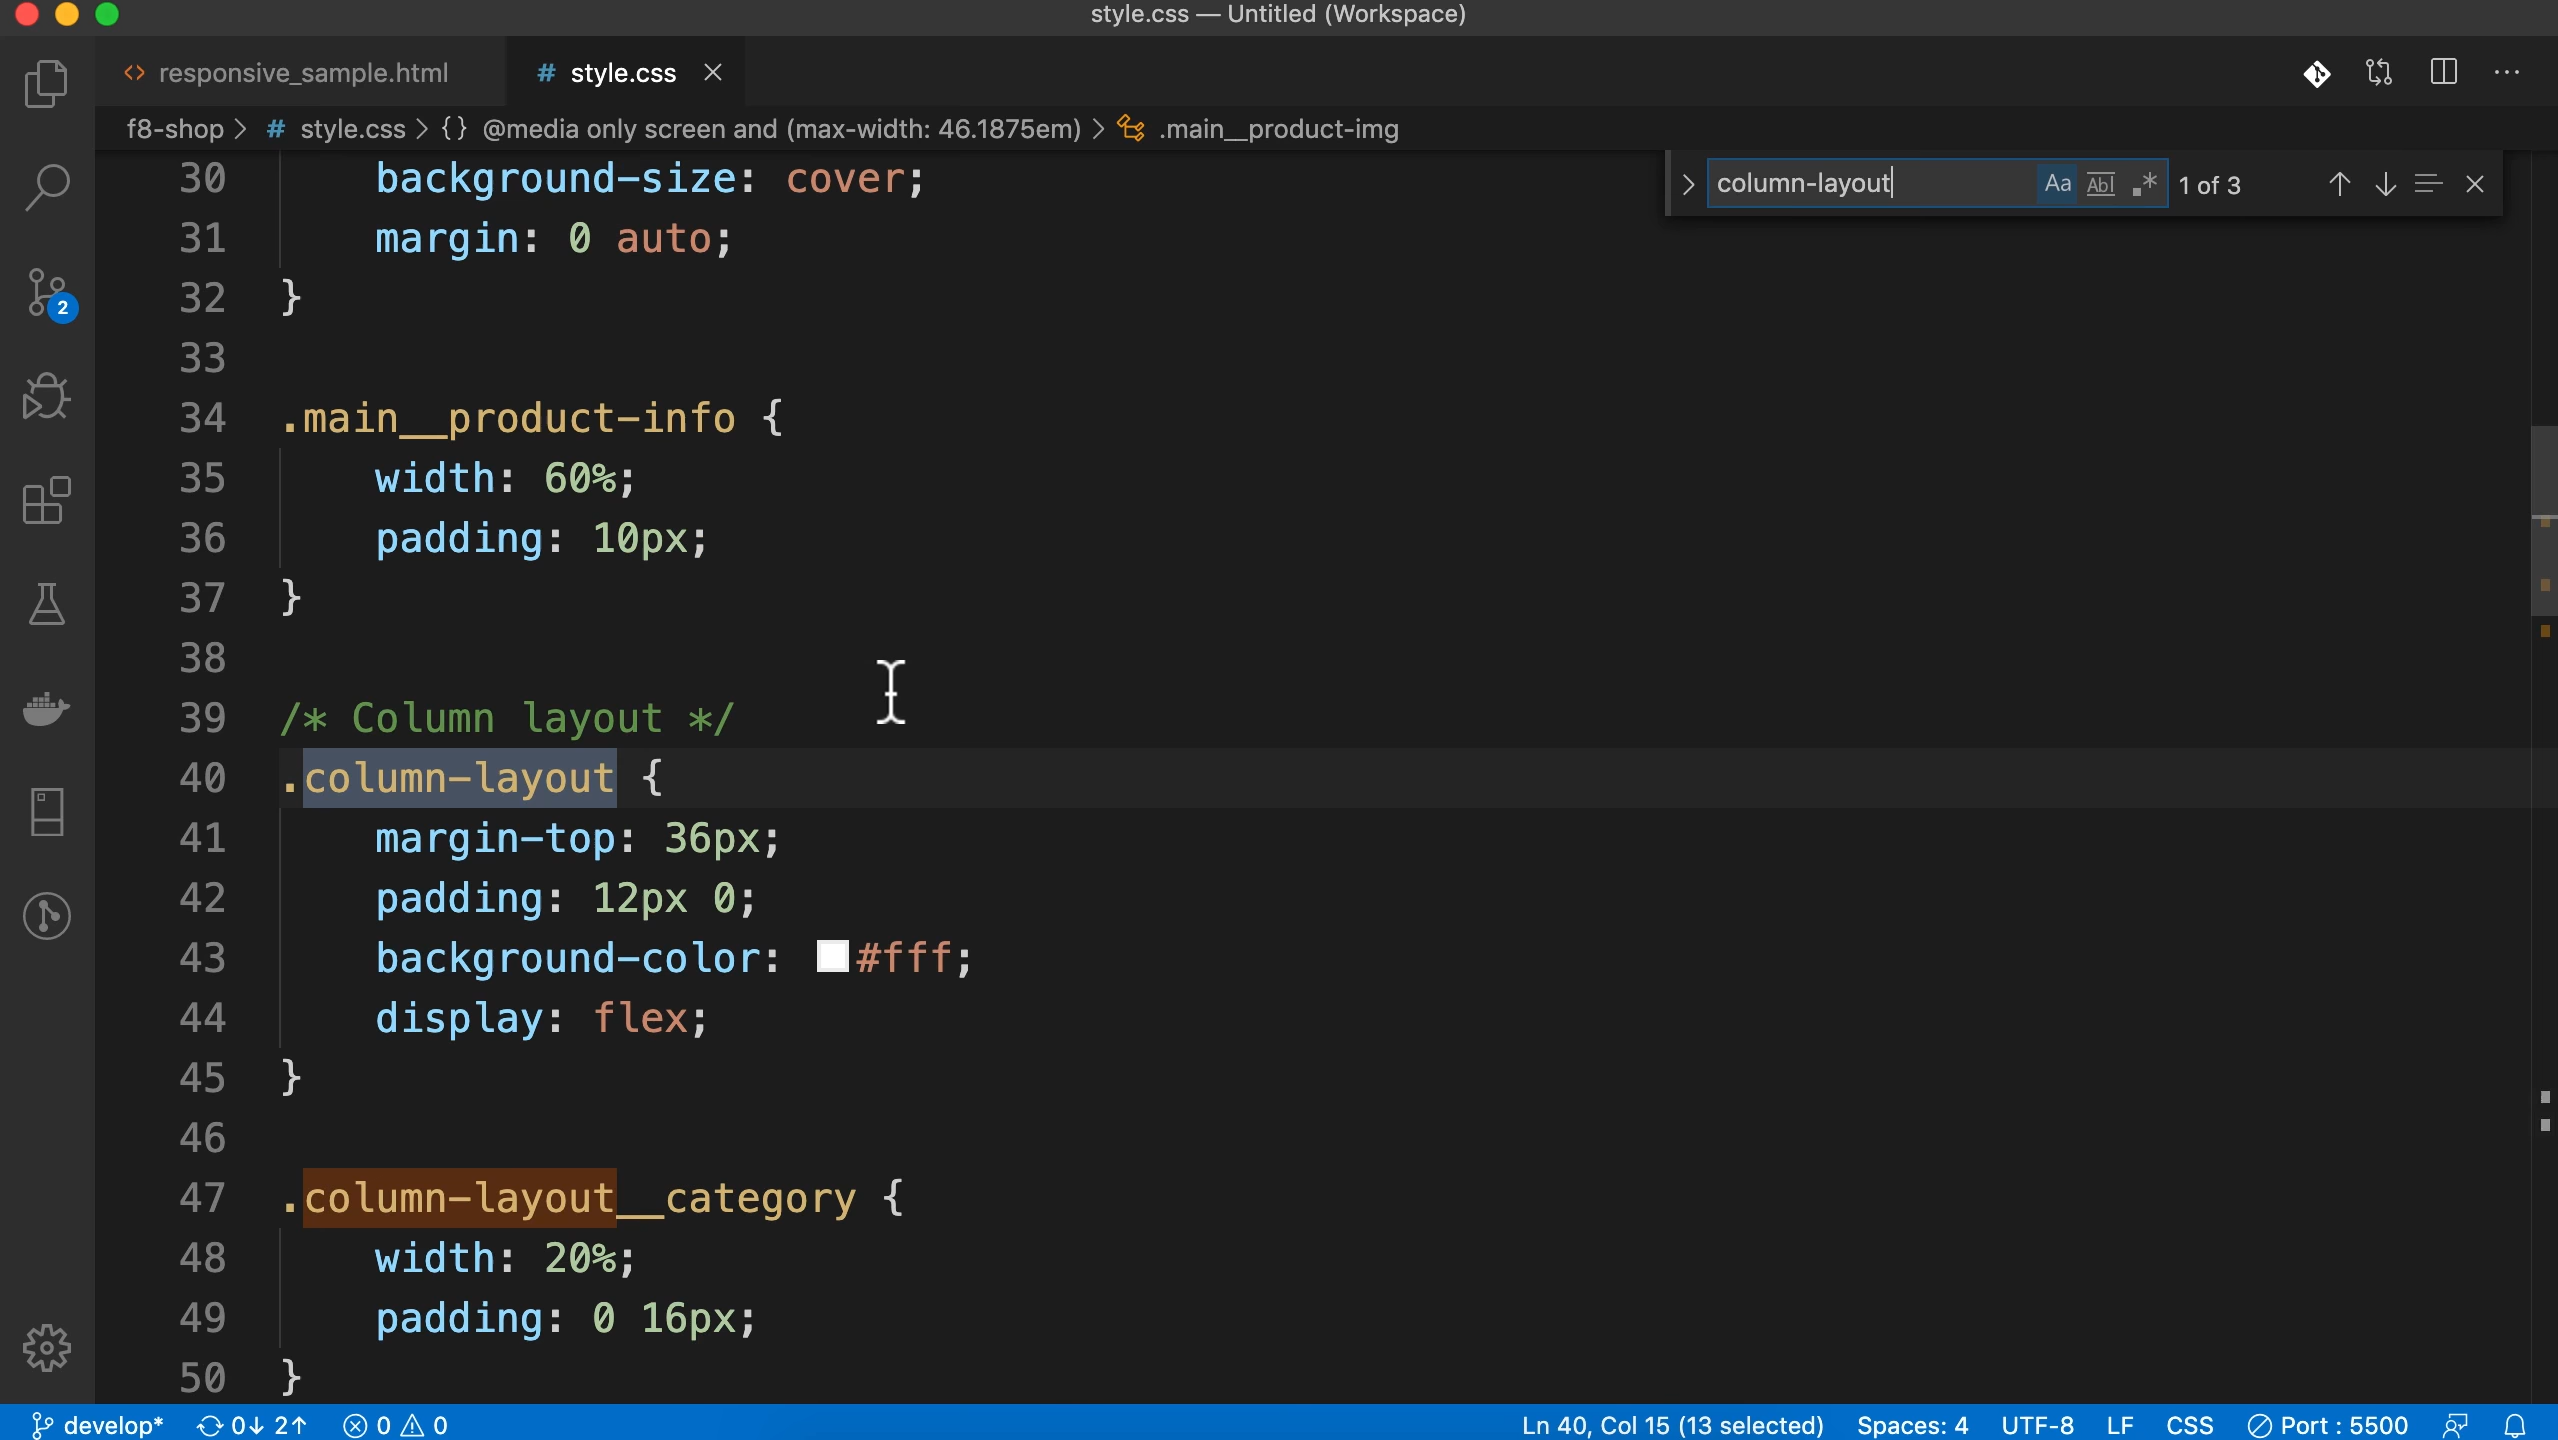 style.css — Untitled (Workspace)
<> responsive_sample.html # style.css ×
f8-shop > # style.css > {} @media only screen and (max-width: 46.1875em) > .main__product-img
column-layout Aa Abl .* 1 of 3
30 background-size: cover;
31 margin: 0 auto;
32 }
33
34 .main__product-info {
35 width: 60%;
36 padding: 10px;
37 }
38
39 /* Column layout */
40 .column-layout {
41 margin-top: 36px;
42 padding: 12px 0;
43 background-color: #fff;
44 display: flex;
45 }
46
47 .column-layout__category {
48 width: 20%;
49 padding: 0 16px;
50 }
2
develop* 0↓ 2↑ 0 0 Ln 40, Col 15 (13 selected) Spaces: 4 UTF-8 LF CSS Port : 5500